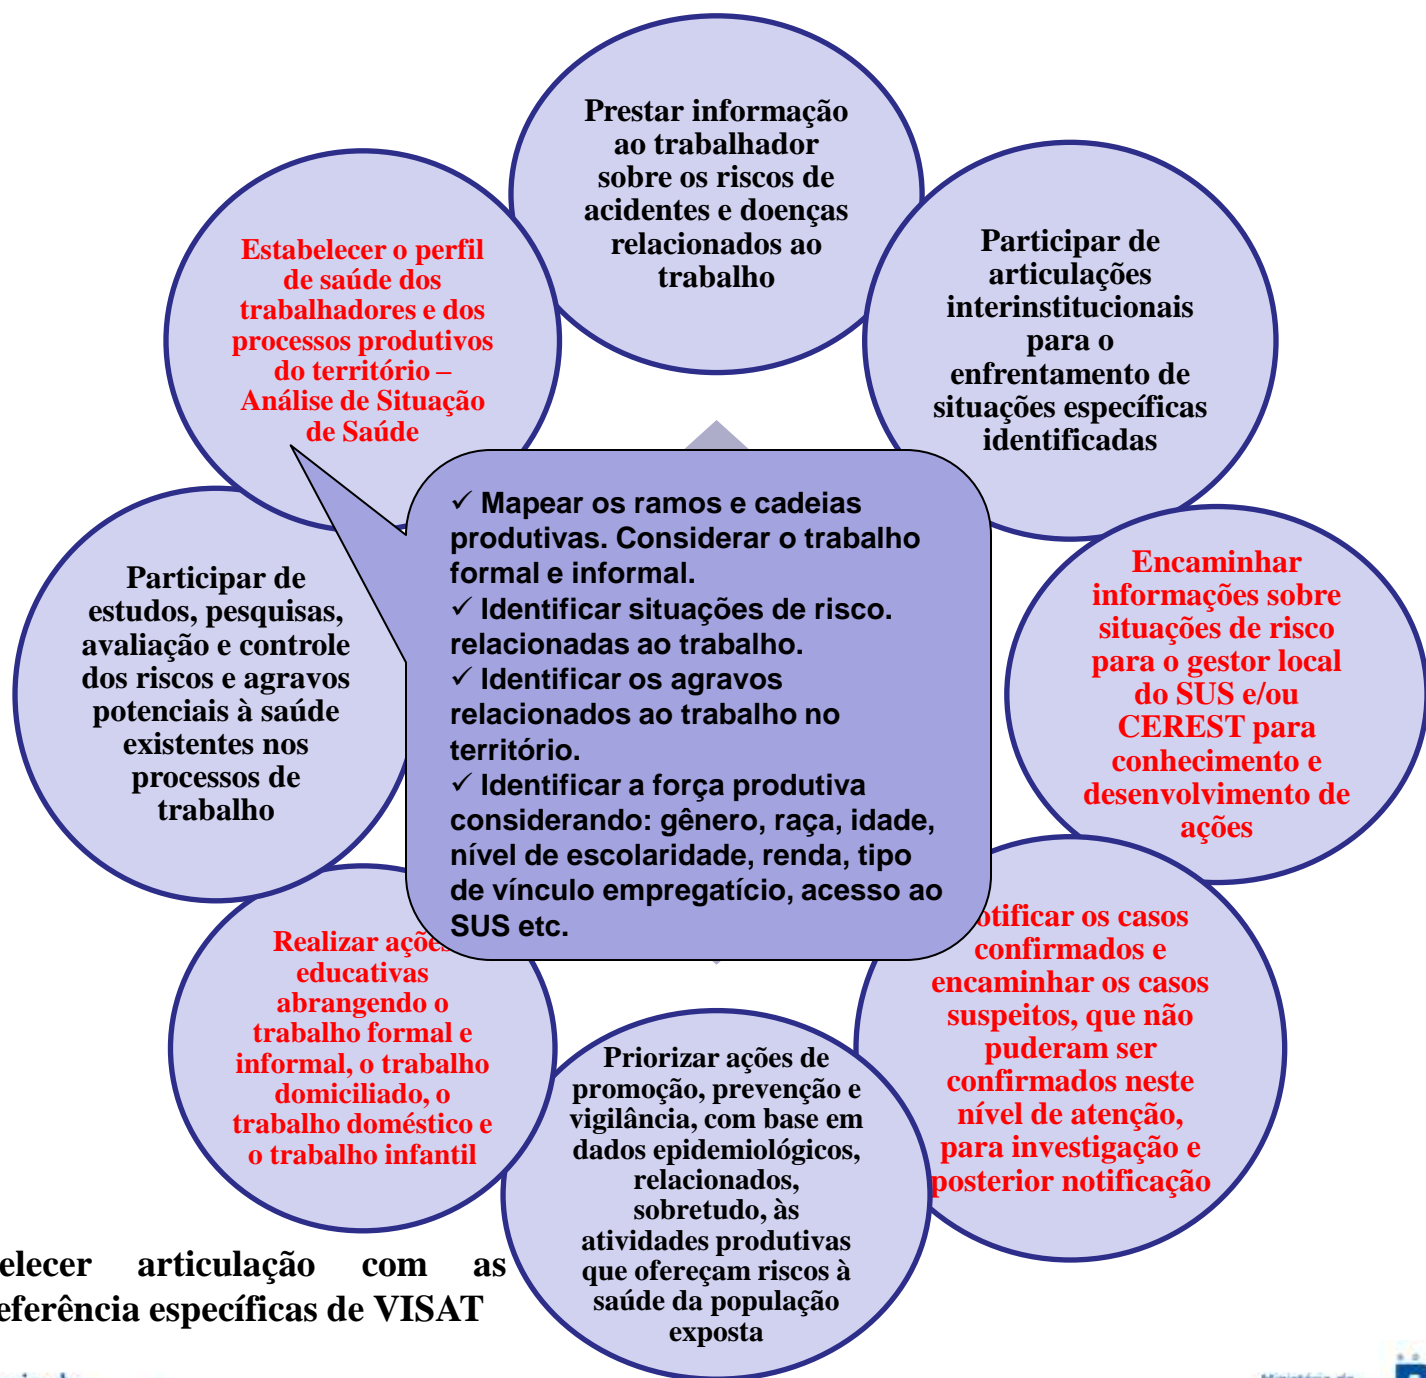 Prestar informação
ao trabalhador
sobre os riscos de
acidentes e doenças
relacionados ao
trabalho
Participar de
articulações
interinstitucionais
para o
enfrentamento de
situações específicas
identificadas
Encaminhar
informações sobre
situações de risco
para o gestor local
do SUS e/ou
CEREST para
conhecimento e
desenvolvimento de
ações
otificar os casos
confirmados e
encaminhar os casos
suspeitos, que não
puderam ser
confirmados neste
nível de atenção,
para investigação e
posterior notificação
Priorizar ações de
promoção, prevenção e
vigilância, com base em
dados epidemiológicos,
relacionados,
sobretudo, às
atividades produtivas
que ofereçam riscos à
saúde da população
exposta
Realizar ações
educativas
abrangendo o
trabalho formal e
informal, o trabalho
domiciliado, o
trabalho doméstico e
o trabalho infantil
Participar de
estudos, pesquisas,
avaliação e controle
dos riscos e agravos
potenciais à saúde
existentes nos
processos de
trabalho
Estabelecer o perfil
de saúde dos
trabalhadores e dos
processos produtivos
do território –
Análise de Situação
de Saúde
✓ Mapear os ramos e cadeias
produtivas. Considerar o trabalho
formal e informal.
✓ Identificar situações de risco.
relacionadas ao trabalho.
✓ Identificar os agravos
relacionados ao trabalho no
território.
✓ Identificar a força produtiva
considerando: gênero, raça, idade,
nível de escolaridade, renda, tipo
de vínculo empregatício, acesso ao
SUS etc.
elecer articulação com as
eferência específicas de VISAT